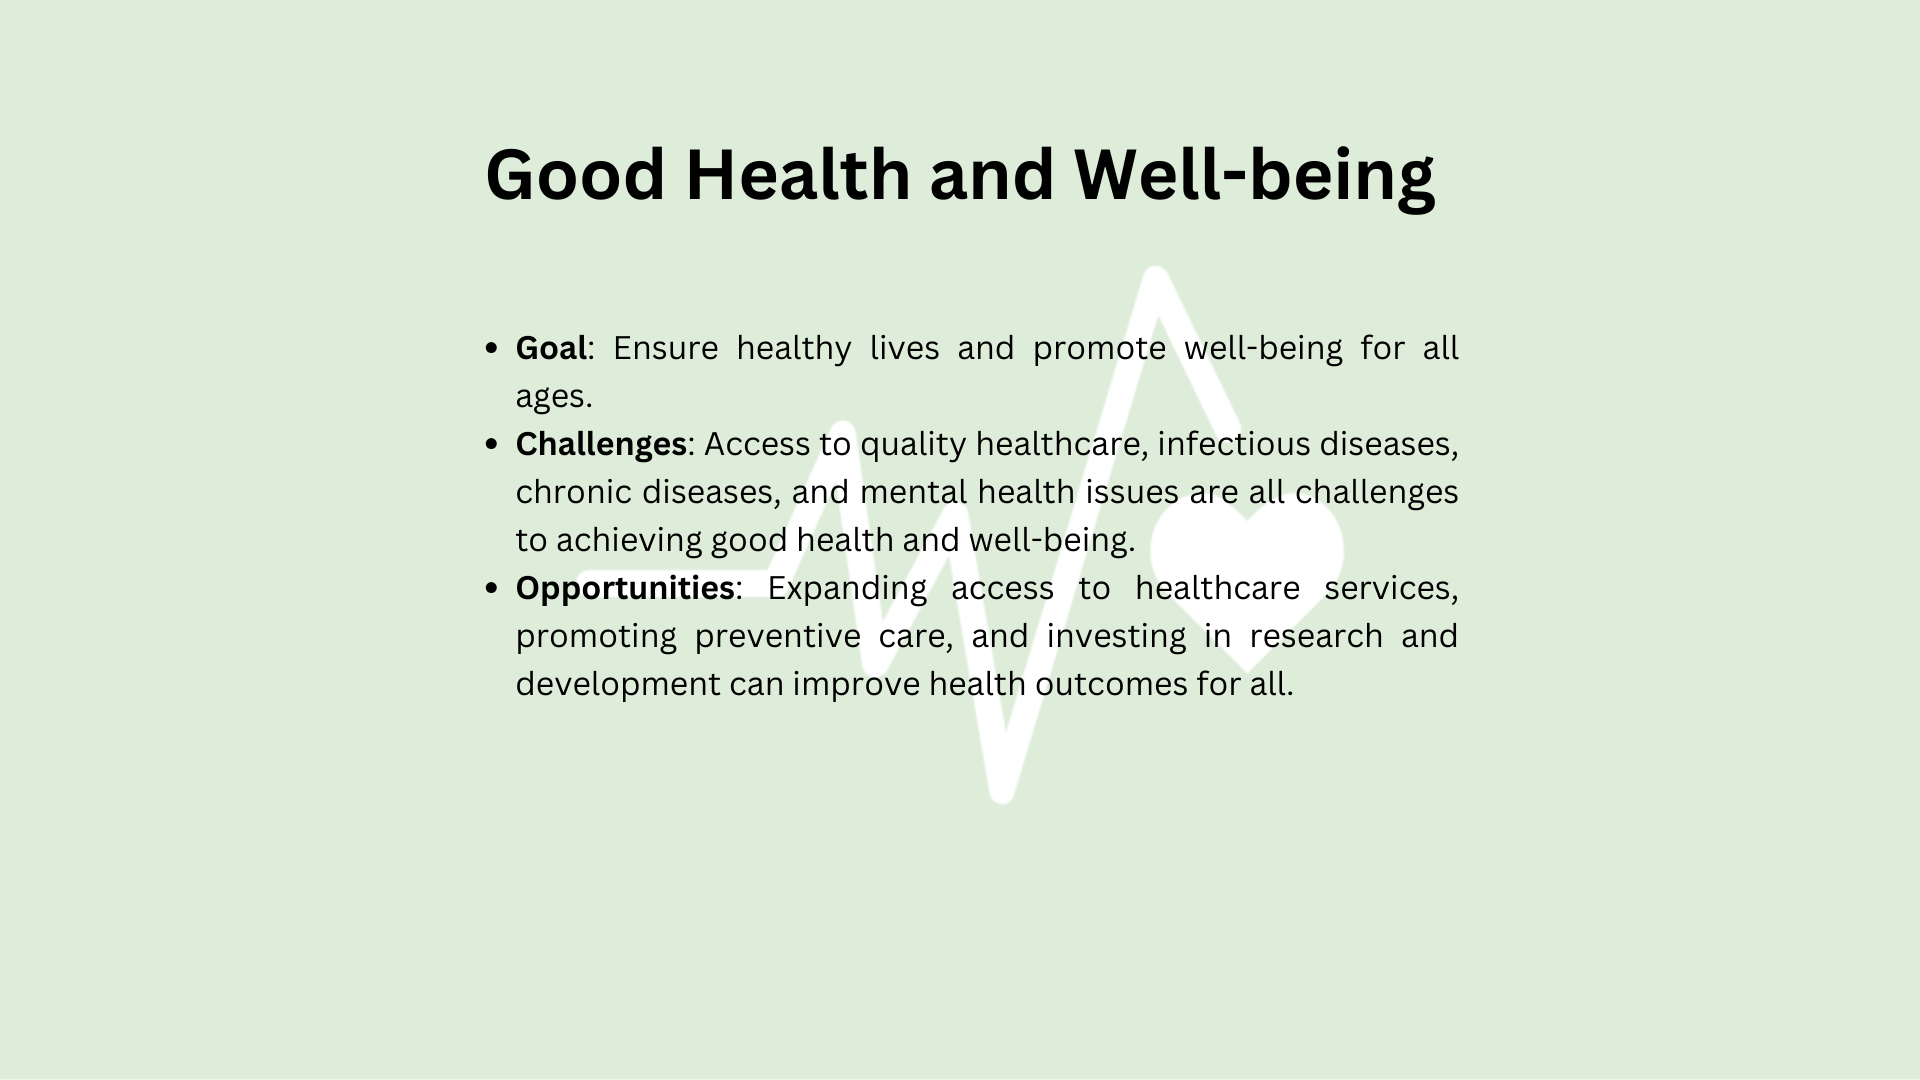 Good Health and Well-being
• Goal: Ensure healthy lives and promote well-being for all
ages.
• Challenges: Access to quality healthcare, infectious diseases,
chronic diseases, and mental health issues are all challenges
to achieving good health and well-being.
• Opportunities: Expanding access to healthcare services,
promoting preventive care, and investing in research and
development can improve health outcomes for all.